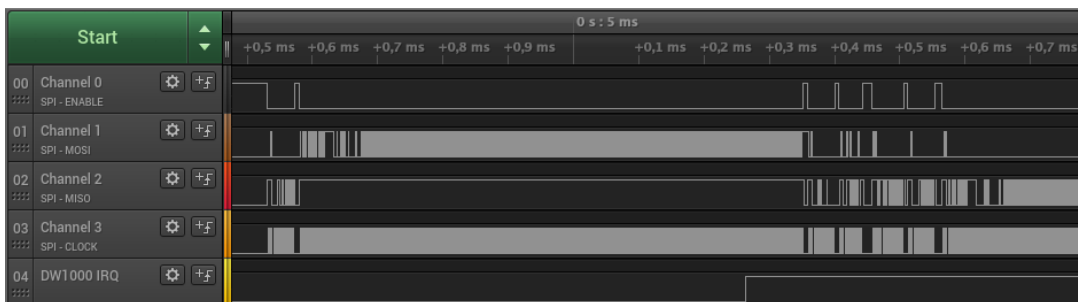 Start
0 s : 5 ms
+0,5 ms +0,6 ms +0,7 ms +0,8 ms +0,9 ms +0,1 ms +0,2 ms +0,3 ms +0,4 ms +0,5 ms +0,6 ms +0,7 ms
00 Channel 0
SPI - ENABLE
01 Channel 1
SPI - MOSI
02 Channel 2
SPI - MISO
03 Channel 3
SPI - CLOCK
04 DW1000 IRQ